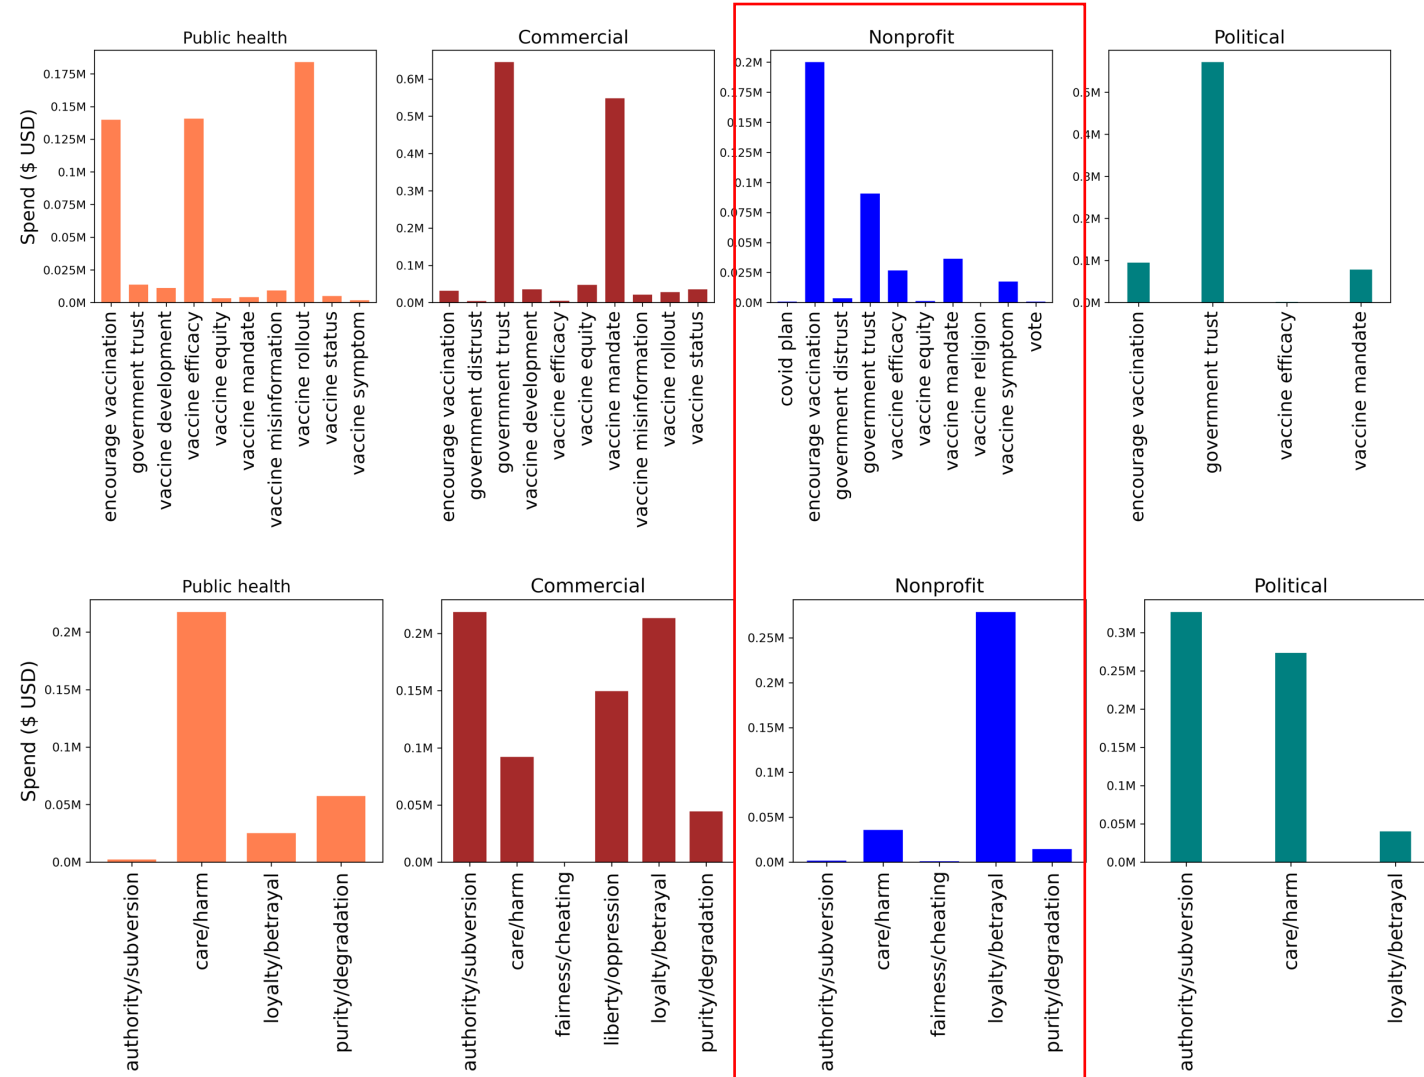 Public health
Commercial
Nonprofit
Political
Spend ($ USD)
0.175M
0.15M
0.125M
0.1M
0.075M
0.05M
0.025M
0.0M
encourage vaccination
government trust
vaccine development
vaccine efficacy
vaccine equity
vaccine mandate
vaccine misinformation
vaccine rollout
vaccine status
vaccine symptom
0.6M
0.5M
0.4M
0.3M
0.2M
0.1M
0.0M
encourage vaccination
government distrust
government trust
vaccine development
vaccine efficacy
vaccine equity
vaccine mandate
vaccine misinformation
vaccine rollout
vaccine status
0.2M
0.175M
0.15M
0.125M
0.1M
0.075M
0.05M
0.025M
0.0M
covid plan
encourage vaccination
government distrust
government trust
vaccine efficacy
vaccine equity
vaccine mandate
vaccine religion
vaccine symptom
vote
0.5M
0.4M
0.3M
0.2M
0.1M
0.0M
encourage vaccination
government trust
vaccine efficacy
vaccine mandate
Public health
Commercial
Nonprofit
Political
Spend ($ USD)
0.2M
0.15M
0.1M
0.05M
0.0M
authority/subversion
care/harm
loyalty/betrayal
purity/degradation
0.2M
0.15M
0.1M
0.05M
0.0M
authority/subversion
care/harm
fairness/cheating
liberty/oppression
loyalty/betrayal
purity/degradation
0.25M
0.2M
0.15M
0.1M
0.05M
0.0M
authority/subversion
care/harm
fairness/cheating
loyalty/betrayal
purity/degradation
0.3M
0.25M
0.2M
0.15M
0.1M
0.05M
0.0M
authority/subversion
care/harm
loyalty/betrayal